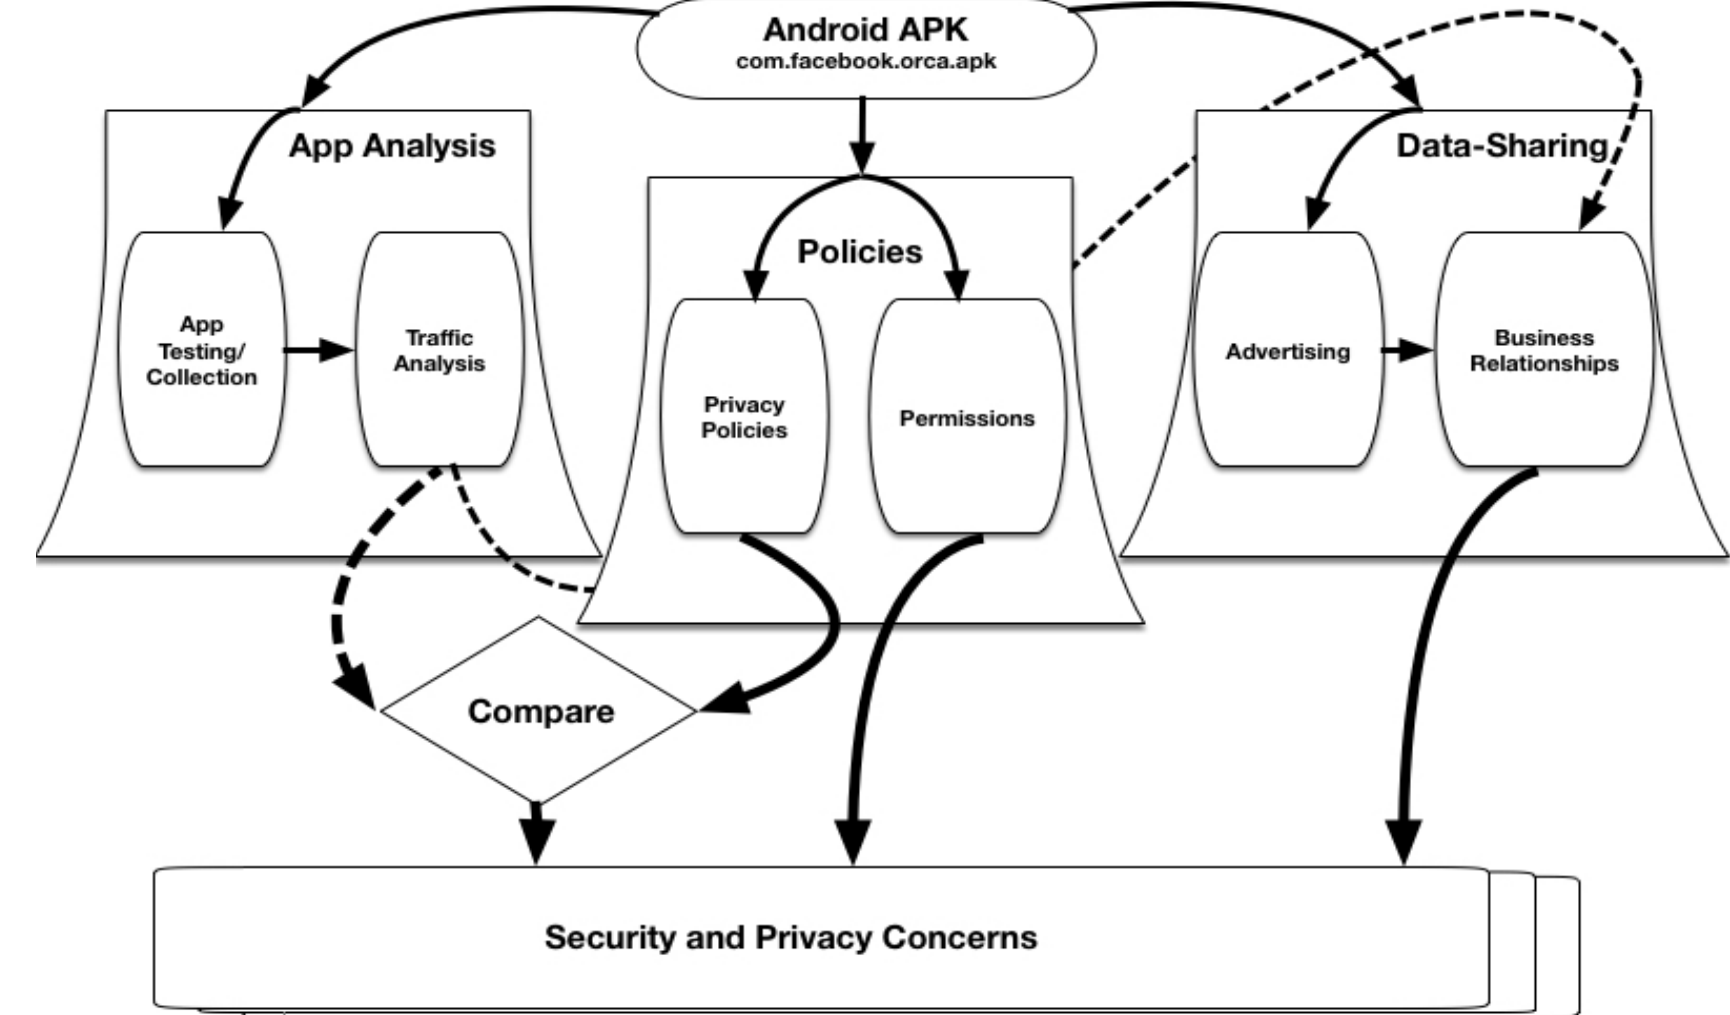 Android APK
com.facebook.orca.apk
App Analysis
App
Testing/
Collection
Traffic
Analysis
Policies
Privacy
Policies
Permissions
Data-Sharing
Advertising
Business
Relationships
Compare
Security and Privacy Concerns